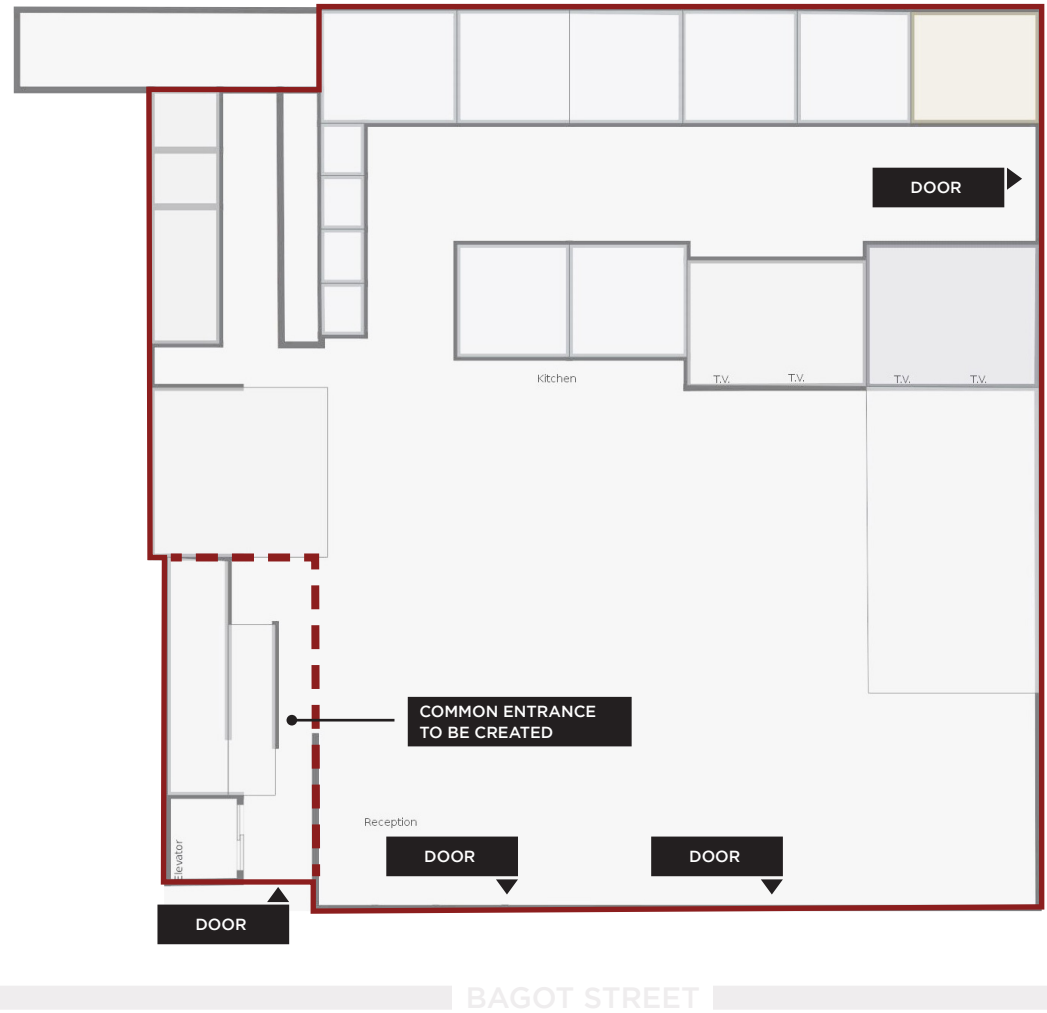 DOOR
Kitchen
T.V.
T.V.
T.V.
T.V.
COMMON ENTRANCE
TO BE CREATED
Reception
Elevator
DOOR
DOOR
DOOR
BAGOT STREET